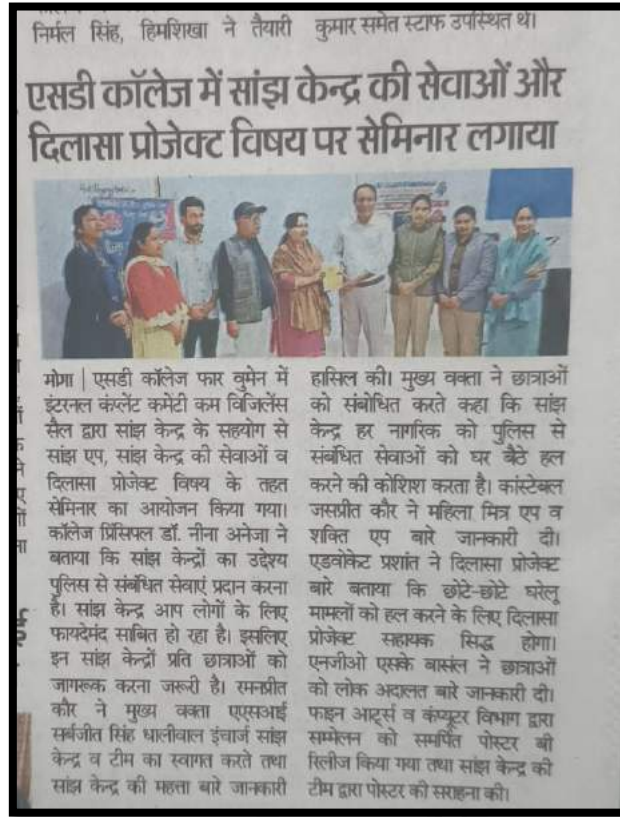 निर्मल सिंह, हिमशिखा ने तैयारी
कुमार समेत स्टाफ उपस्थित थे।
एसडी कॉलेज में सांझ केन्द्र की सेवाओं और
दिलासा प्रोजेक्ट विषय पर सेमिनार लगाया
मोगा | एसडी कॉलेज फार वुमेन में
इंटरनल कंप्लेंट कमेटी कम विजिलेंस
सैल द्वारा सांझ केन्द्र के सहयोग से
सांझ एप, सांझ केन्द्र की सेवाओं व
दिलासा प्रोजेक्ट विषय के तहत
सेमिनार का आयोजन किया गया।
कॉलेज प्रिंसिपल डॉ. नीना अनेजा ने
बताया कि सांझ केन्द्रों का उद्देश्य
पुलिस से संबंधित सेवाएं प्रदान करना
है। सांझ केन्द्र आप लोगों के लिए
फायदेमंद साबित हो रहा है। इसलिए
इन सांझ केन्द्रों प्रति छात्राओं को
जागरूक करना जरूरी है। रमनप्रीत
कौर ने मुख्य वक्ता एएसआई
सर्बजीत सिंह धालीवाल इंचार्ज सांझ
केन्द्र व टीम का स्वागत करते तथा
सांझ केन्द्र की महत्ता बारे जानकारी
हासिल की। मुख्य वक्ता ने छात्राओं
को संबोधित करते कहा कि सांझ
केन्द्र हर नागरिक को पुलिस से
संबंधित सेवाओं को घर बैठे हल
करने की कोशिश करता है। कांस्टेबल
जसप्रीत कौर ने महिला मित्र एप व
शक्ति एप बारे जानकारी दी।
एडवोकेट प्रशांत ने दिलासा प्रोजेक्ट
बारे बताया कि छोटे-छोटे घरेलू
मामलों को हल करने के लिए दिलासा
प्रोजेक्ट सहायक सिद्ध होगा।
एनजीओ एसके बासंल ने छात्राओं
को लोक अदालत बारे जानकारी दी।
फाइन आर्ट्स व कंप्यूटर विभाग द्वारा
सम्मेलन को समर्पित पोस्टर बी
रिलीज किया गया तथा सांझ केन्द्र की
टीम द्वारा पोस्टर की सराहना की।